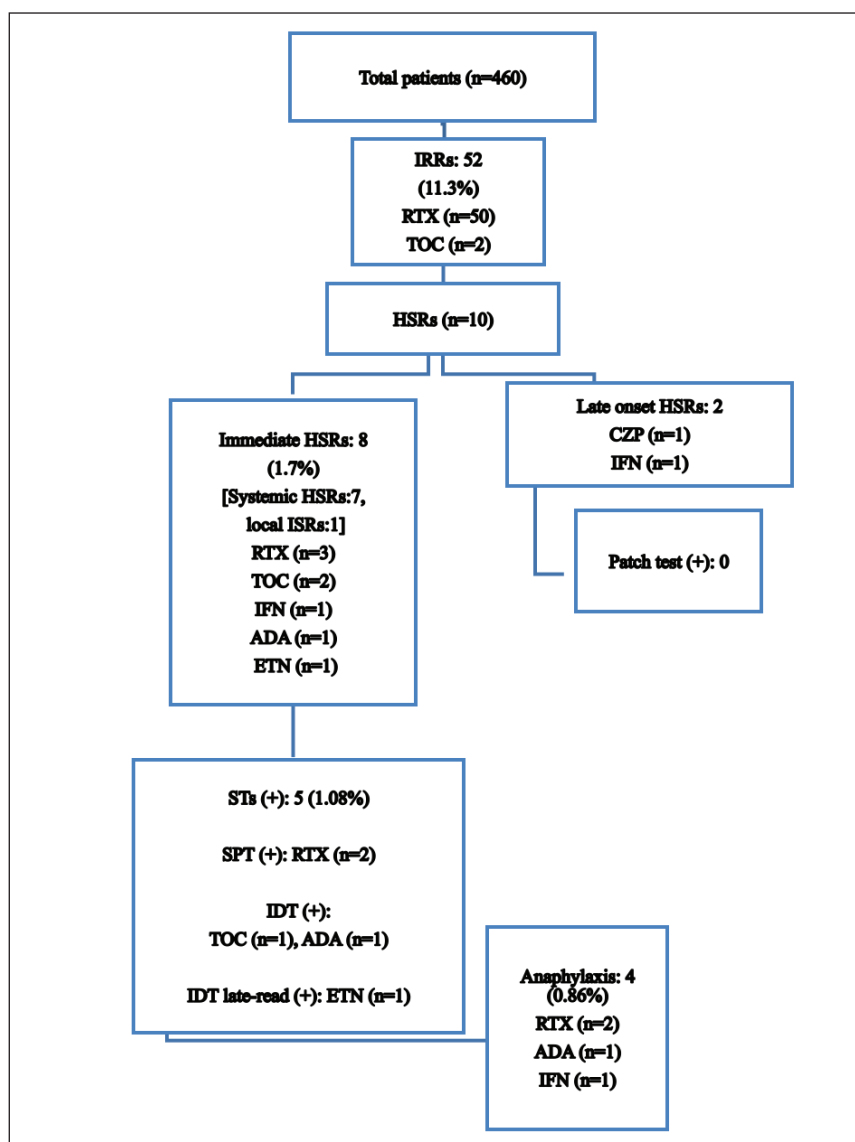 Total patients (n=460)
IRRs: 52
(11.3%)
RTX (n=50)
TOC (n=2)
HSRs (n=10)
Immediate HSRs: 8
(1.7%)
[Systemic HSRs:7,
local ISRs:1]
RTX (n=3)
TOC (n=2)
IFN (n=1)
ADA (n=1)
ETN (n=1)
Late onset HSRs: 2
CZP (n=1)
IFN (n=1)
Patch test (+): 0
STs (+): 5 (1.08%)
SPT (+): RTX (n=2)
IDT (+):
TOC (n=1), ADA (n=1)
IDT late-read (+): ETN (n=1)
Anaphylaxis: 4
(0.86%)
RTX (n=2)
ADA (n=1)
IFN (n=1)